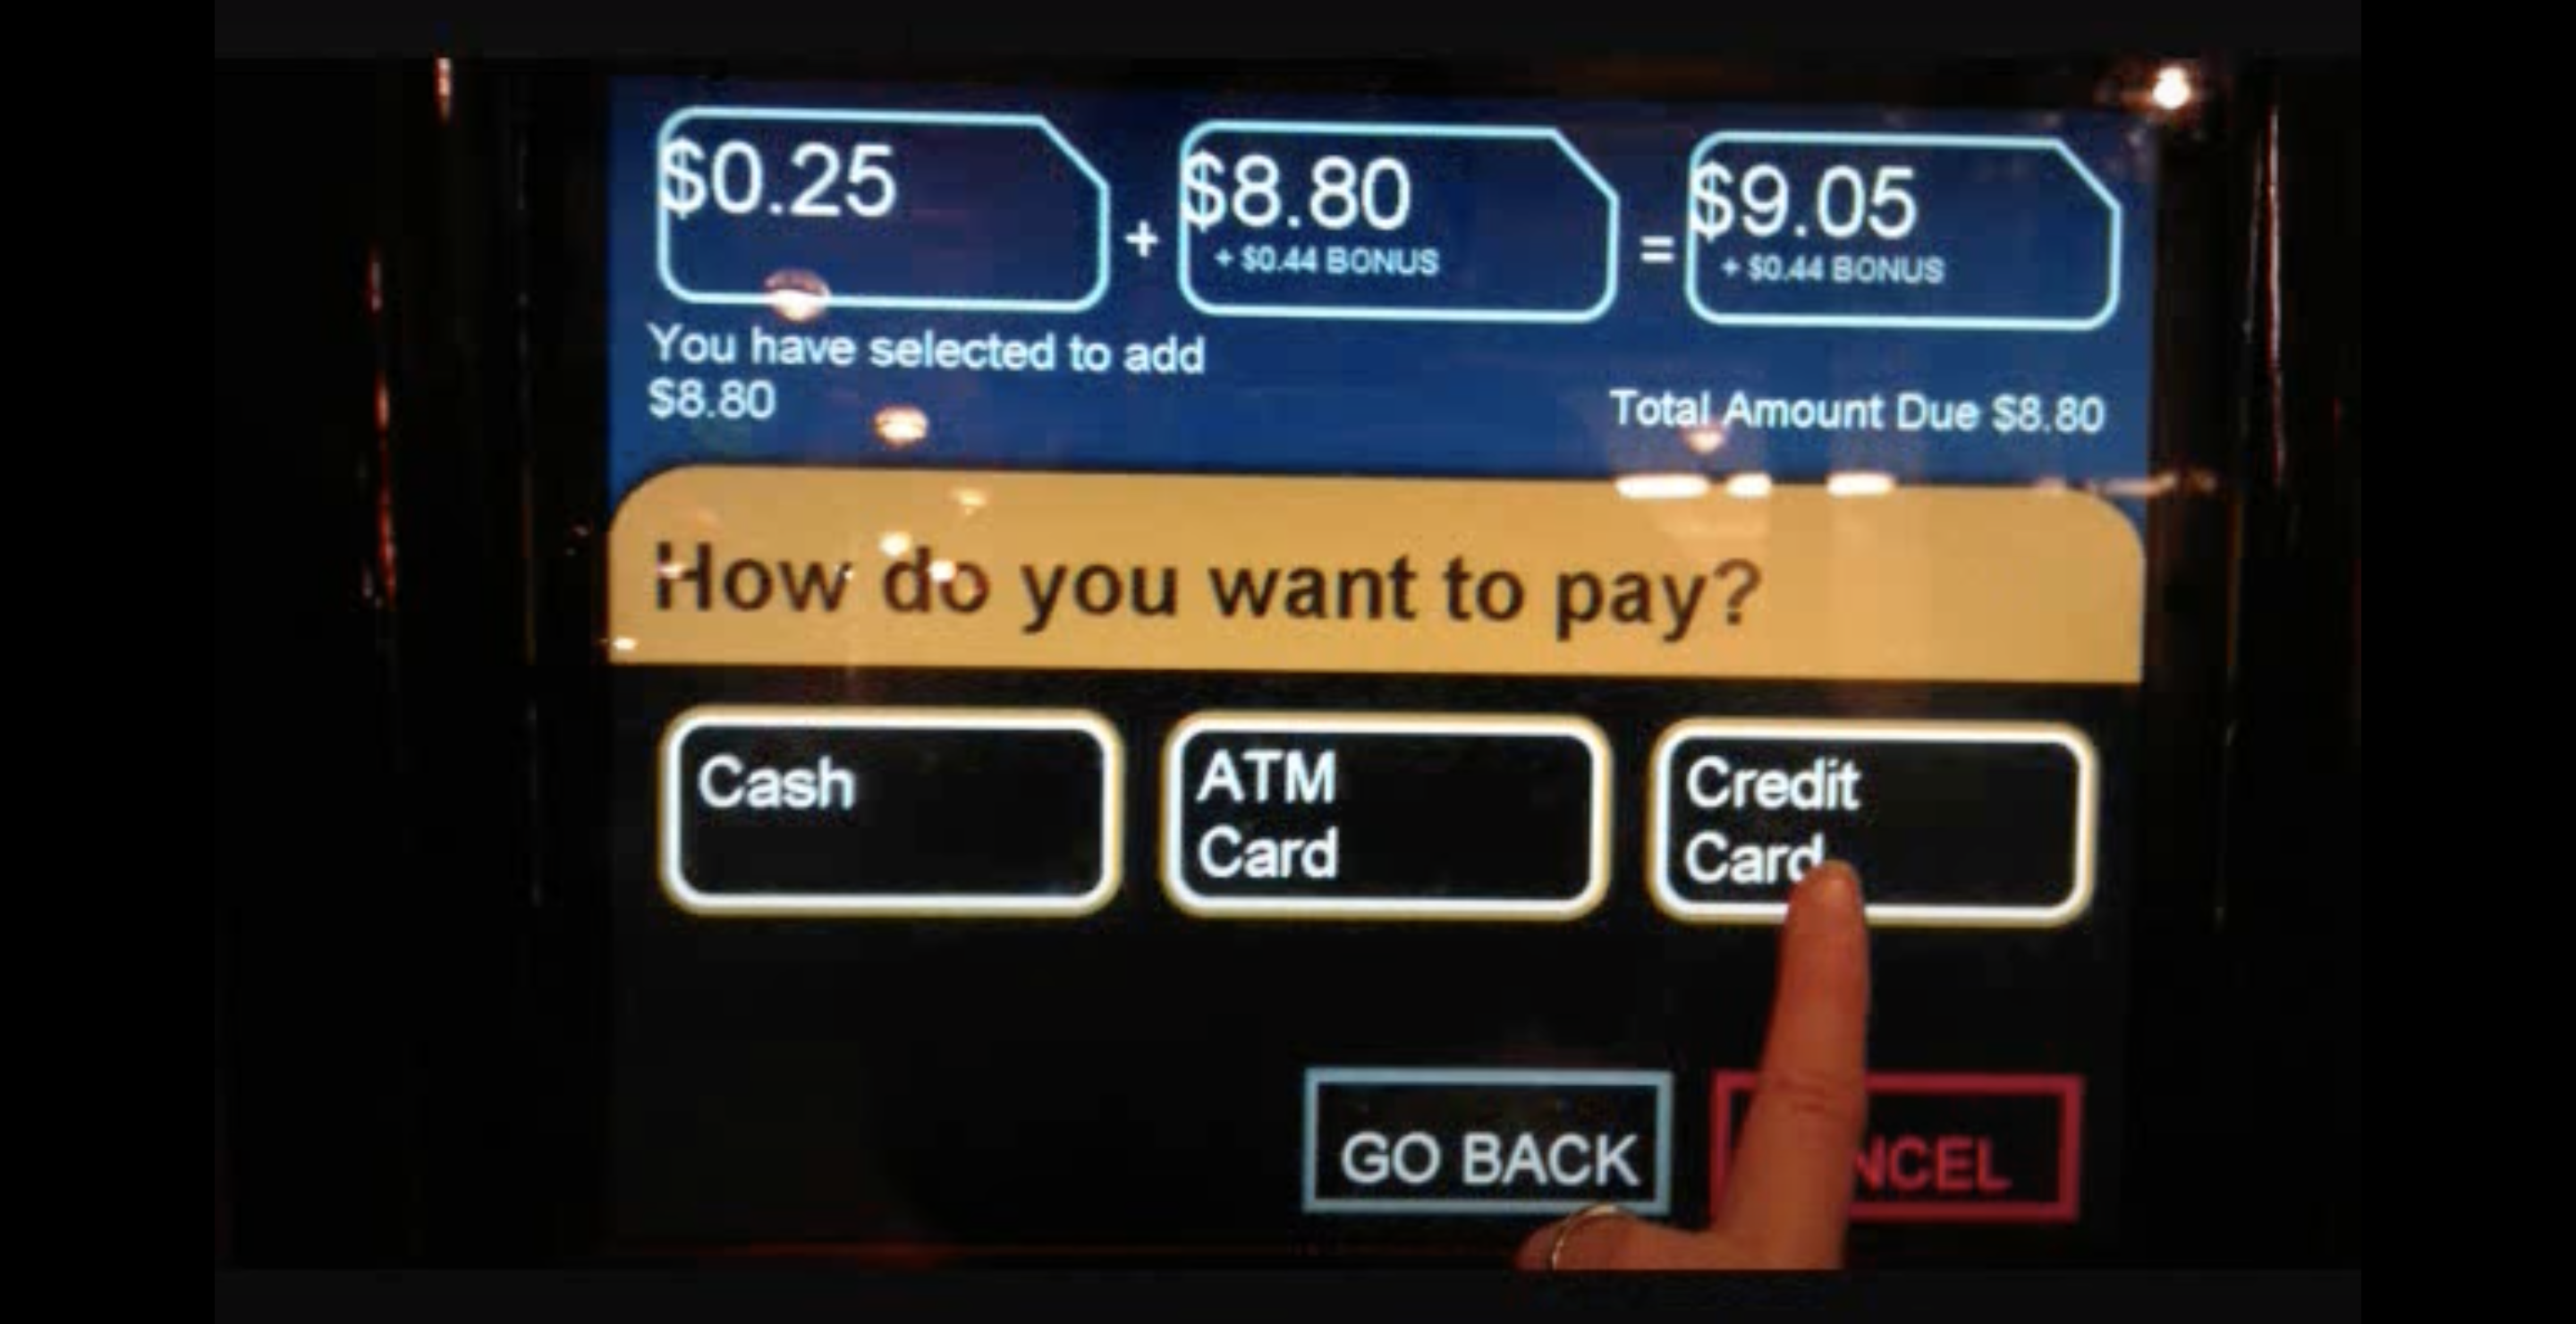 $0.25
+
$8.80
+ $0.44 BONUS
=
$9.05
+ $0.44 BONUS
You have selected to add
$8.80
Total Amount Due $8.80
How do you want to pay?
Cash
ATM
Card
Credit
Card
GO BACK
NCEL